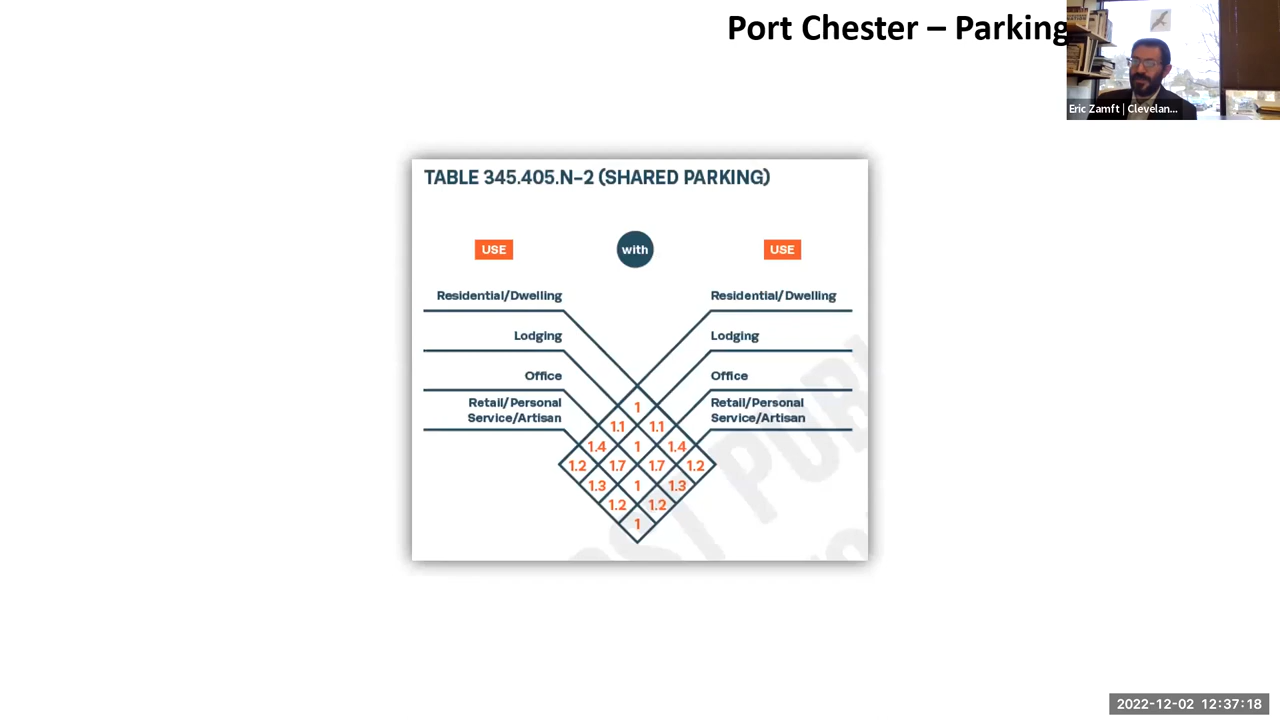 Port Chester – Parking
Eric Zamft | Clevelan...
TABLE 345.405.N-2 (SHARED PARKING)
USE
with
USE
Residential/Dwelling
Residential/Dwelling
Lodging
Lodging
Office
Office
Retail/Personal
Service/Artisan
Retail/Personal
Service/Artisan
1
1.1 1.1
1.4 1 1.4
1.2 1.7 1.7 1.2
1.3 1 1.3
1.2 1.2
1
2022-12-02 12:37:18